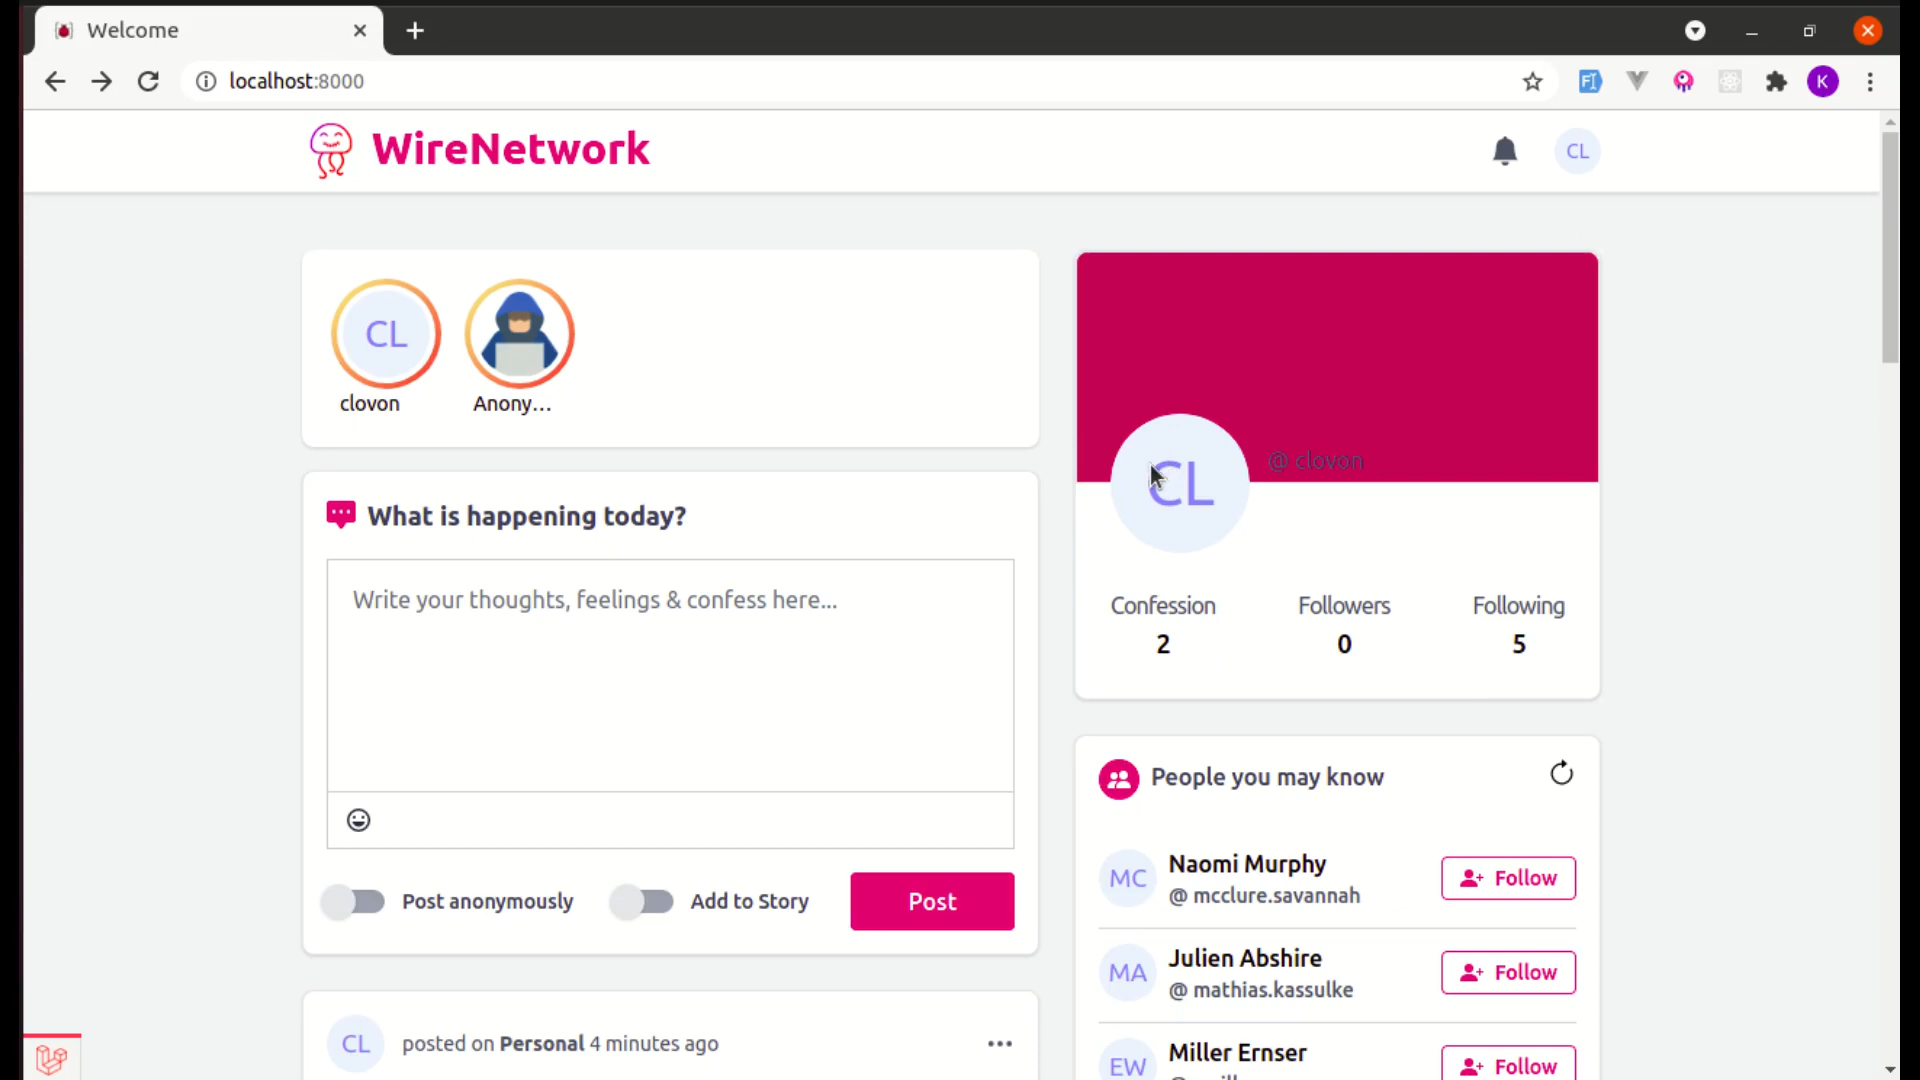 Welcome
localhost:8000
K
WireNetwork
CL
CL
clovon
Anony...
What is happening today?
Write your thoughts, feelings & confess here...
Post anonymously
Add to Story
Post
CL
posted on Personal 4 minutes ago
CL
@ clovon
Confession
2
Followers
0
Following
5
People you may know
MC
Naomi Murphy
@ mcclure.savannah
Follow
MA
Julien Abshire
@ mathias.kassulke
Follow
EW
Miller Ernser
Follow